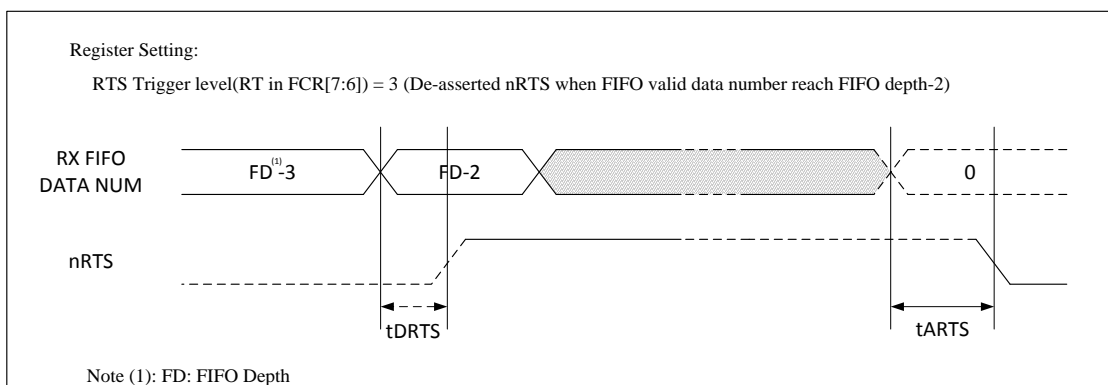 Register Setting:
RTS Trigger level(RT in FCR[7:6]) = 3 (De-asserted nRTS when FIFO valid data number reach FIFO depth-2)
RX FIFO
DATA NUM
FD(1)-3
FD-2
0
nRTS
tDRTS
tARTS
Note (1): FD: FIFO Depth